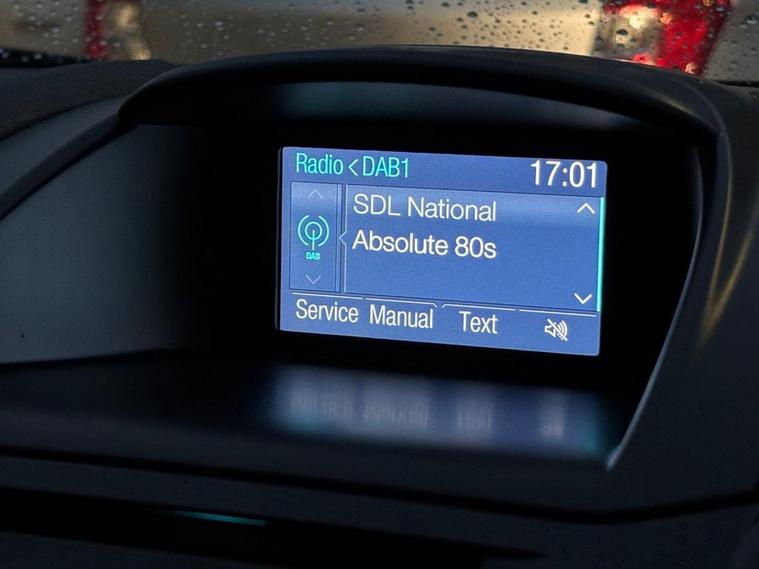 Radio < DAB1 17:01
SDL National
Absolute 80s
DAB
Service Manual Text